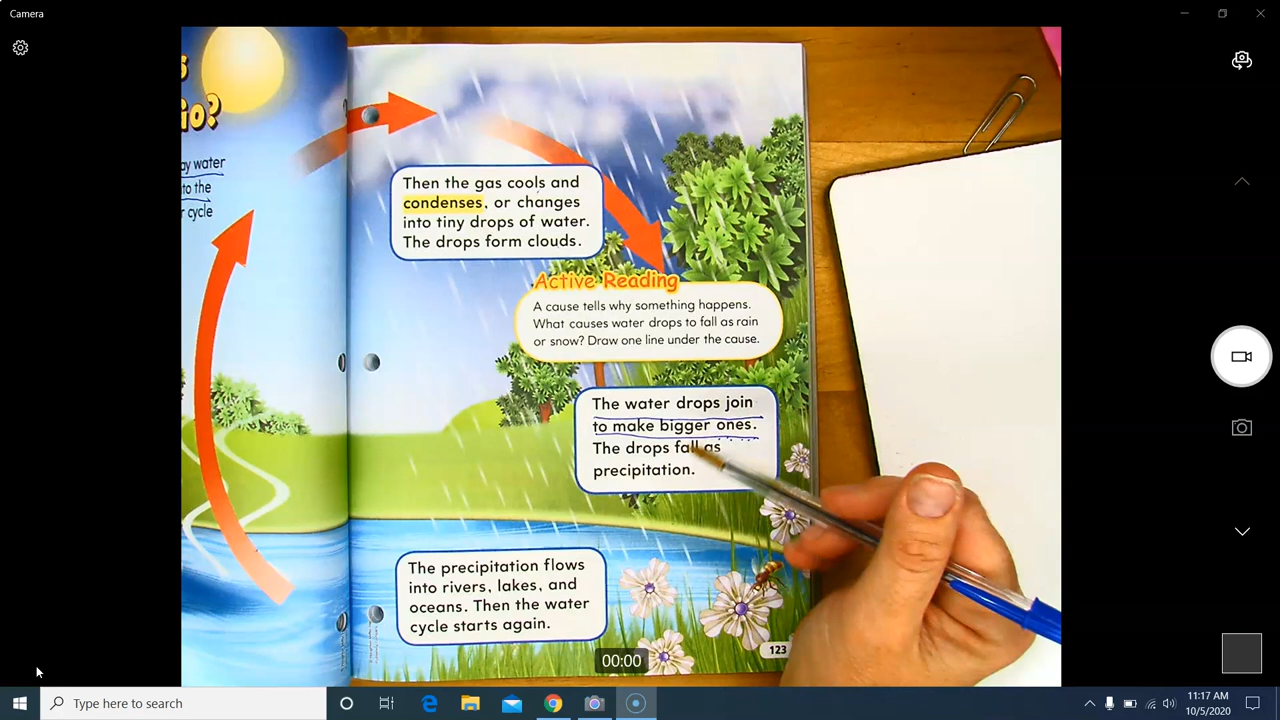 Camera
s
io?
ay water
to the
cycle
Then the gas cools and
condenses, or changes
into tiny drops of water.
The drops form clouds.
Active Reading
A cause tells why something happens.
What causes water drops to fall as rain
or snow? Draw one line under the cause.
The water drops join
to make bigger ones.
The drops fall as
precipitation.
The precipitation flows
into rivers, lakes, and
oceans. Then the water
cycle starts again.
123
00:00
Type here to search
11:17 AM
10/5/2020